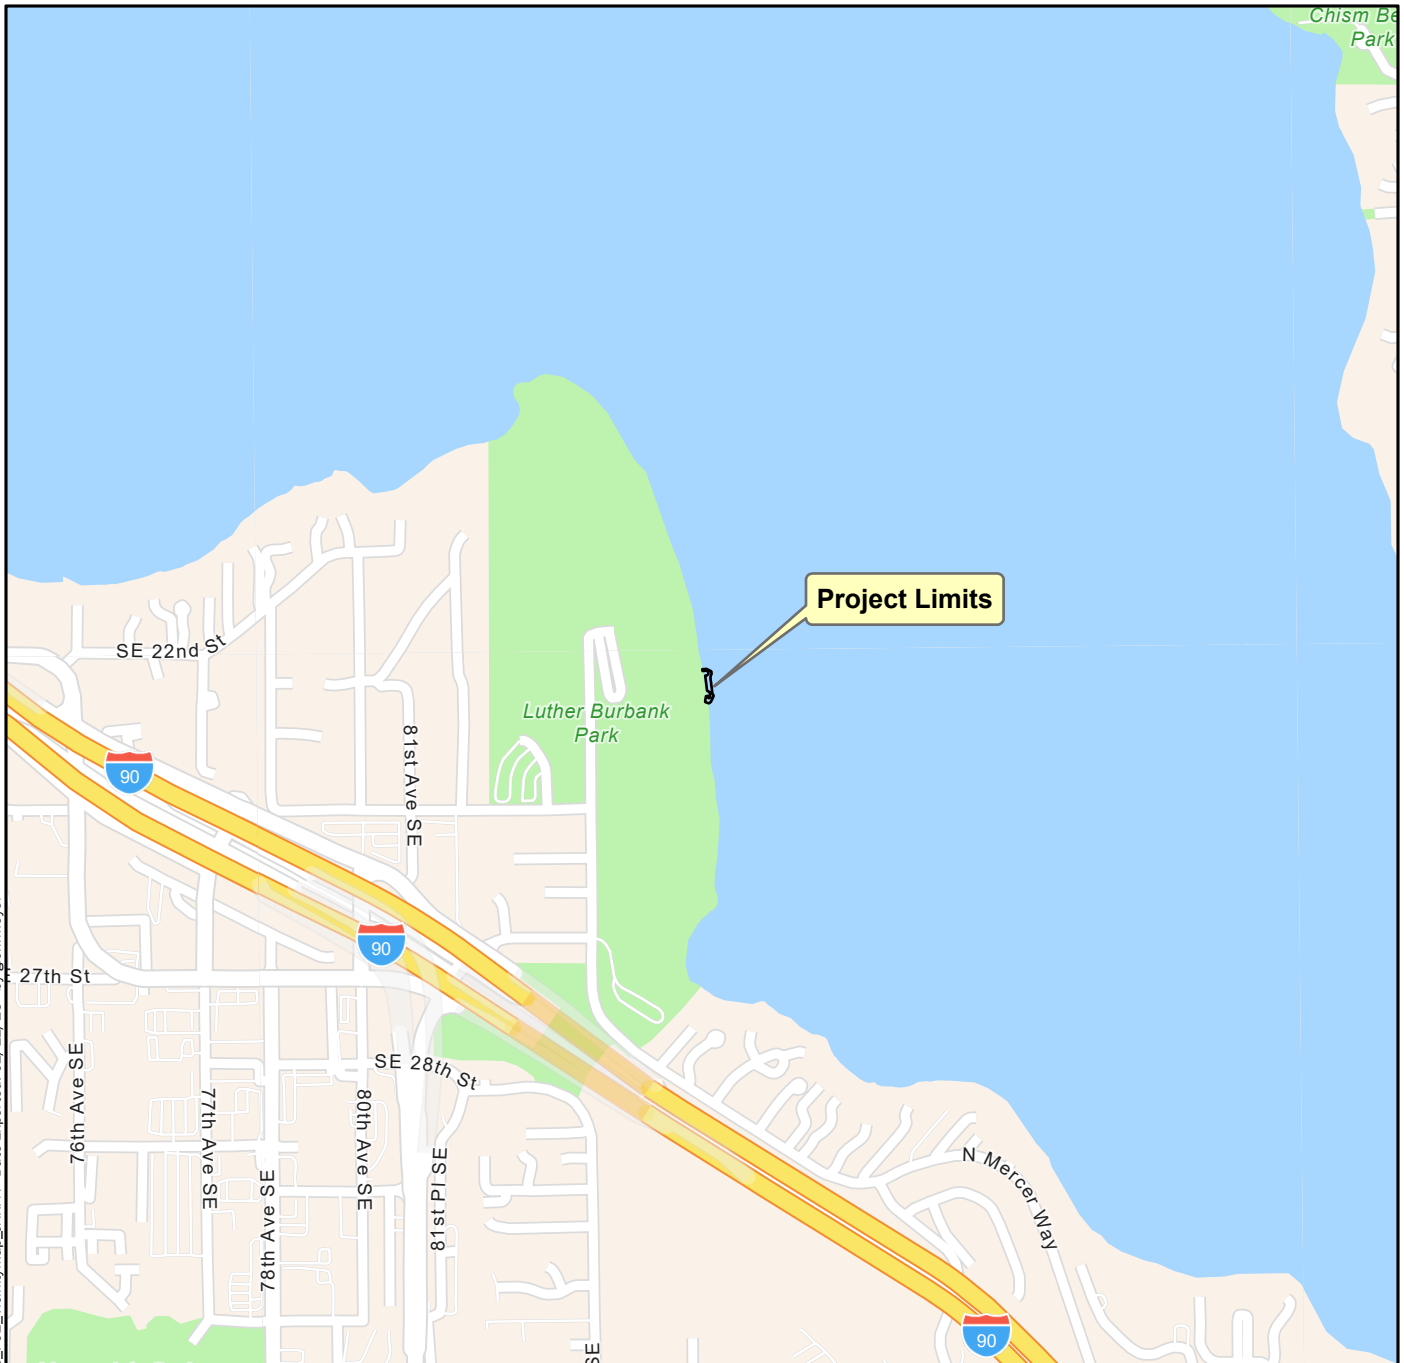 Chism Be
Park
Project Limits
SE 22nd St
Luther Burbank
Park
81st Ave SE
90
90
27th St
SE 28th St
76th Ave SE
77th Ave SE
78th Ave SE
80th Ave SE
81st Pl SE
N Mercer Way
90
SE